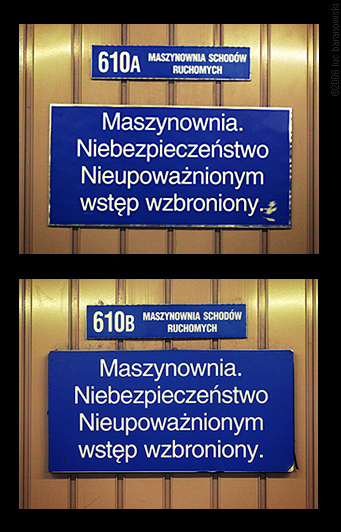 610A MASZYNOWNIA SCHODÓW
RUCHOMYCH
Maszynownia.
Niebezpieczeństwo
Nieupoważnionym
wstęp wzbroniony.
610B MASZYNOWNIA SCHODÓW
RUCHOMYCH
Maszynownia.
Niebezpieczeństwo
Nieupoważnionym
wstęp wzbroniony.